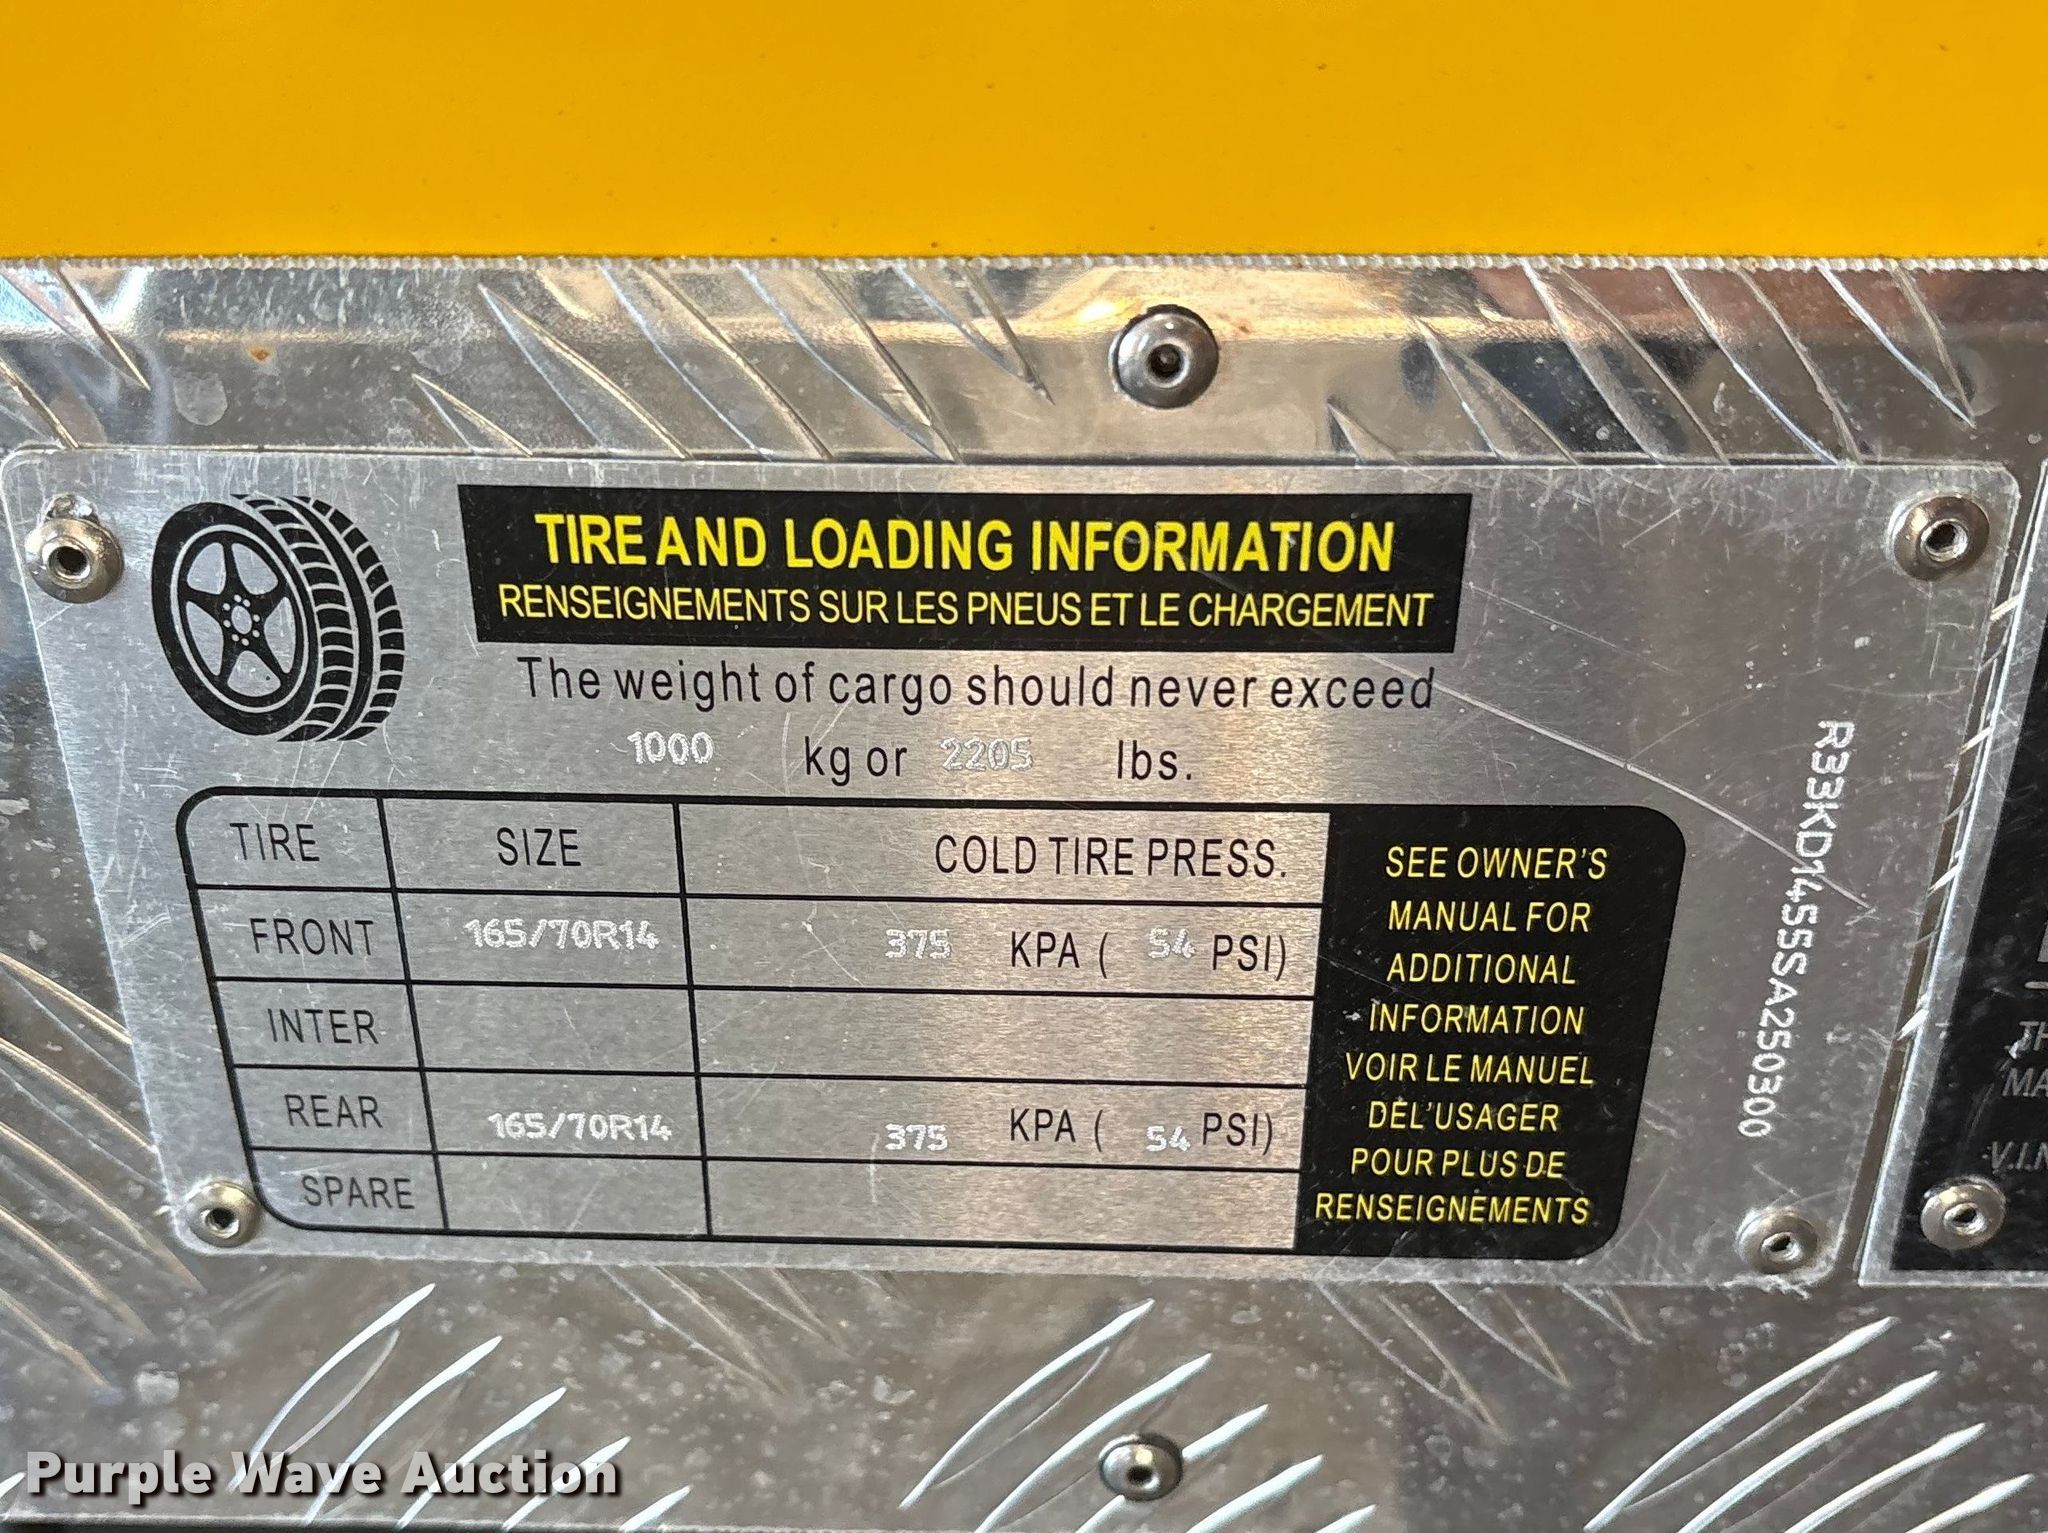 TIRE AND LOADING INFORMATION
RENSEIGNEMENTS SUR LES PNEUS ET LE CHARGEMENT
The weight of cargo should never exceed
1000 kg or 2205 lbs.
TIRE SIZE COLD TIRE PRESS.
FRONT 165/70R14 375 KPA ( 54 PSI)
INTER
REAR 165/70R14 375 KPA ( 54 PSI)
SPARE
SEE OWNER'S
MANUAL FOR
ADDITIONAL
INFORMATION
VOIR LE MANUEL
DEL'USAGER
POUR PLUS DE
RENSEIGNEMENTS
R33KD14SSSA250300
V.I.N
Purple Wave Auction